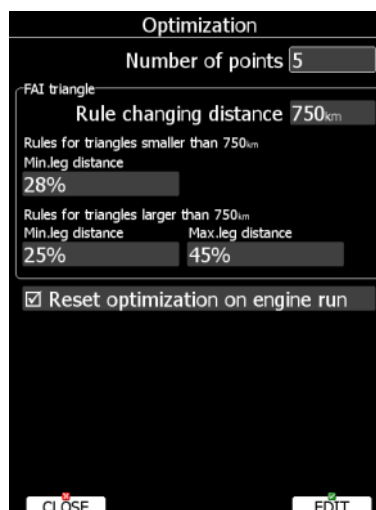 Optimization
Number of points 5
FAI triangle
Rule changing distance 750km
Rules for triangles smaller than 750km
Min.leg distance
28%
Rules for triangles larger than 750km
Min.leg distance Max.leg distance
25% 45%
Reset optimization on engine run
CLOSE EDIT